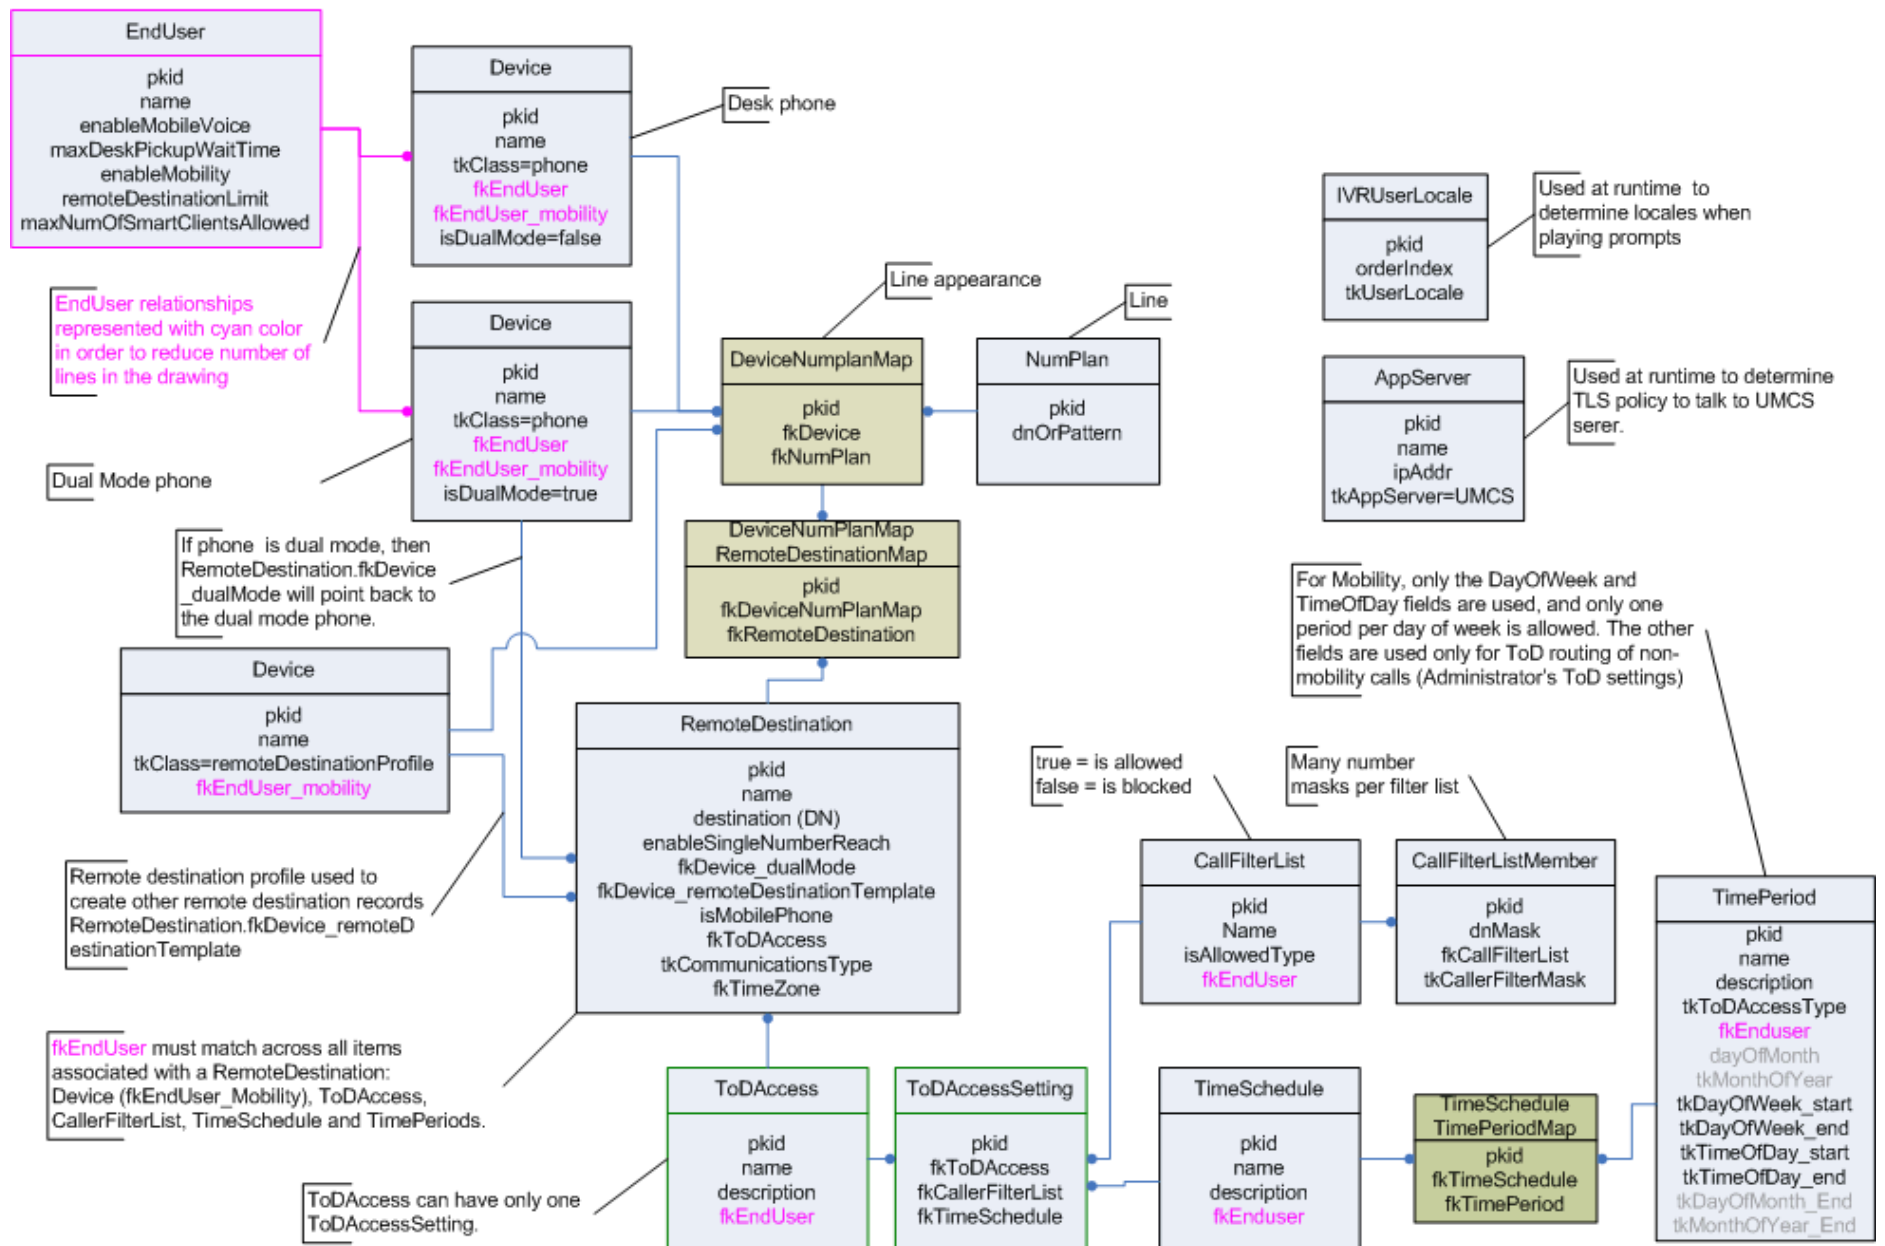 EndUser
pkid
name
enableMobileVoice
maxDeskPickupWaitTime
enableMobility
remoteDestinationLimit
maxNumOfSmartClientsAllowed
Device
pkid
name
tkClass=phone
fkEndUser
fkEndUser_mobility
isDualMode=false
Desk phone
EndUser relationships
represented with cyan color
in order to reduce number of
lines in the drawing
Device
pkid
name
tkClass=phone
fkEndUser
fkEndUser_mobility
isDualMode=true
Dual Mode phone
Line appearance
Line
DeviceNumplanMap
pkid
fkDevice
fkNumPlan
NumPlan
pkid
dnOrPattern
IVRUserLocale
pkid
orderIndex
tkUserLocale
Used at runtime to
determine locales when
playing prompts
AppServer
pkid
name
ipAddr
tkAppServer=UMCS
Used at runtime to determine
TLS policy to talk to UMCS
serer.
If phone is dual mode, then
RemoteDestination.fkDevice
_dualMode will point back to
the dual mode phone.
DeviceNumPlanMap
RemoteDestinationMap
pkid
fkDeviceNumPlanMap
fkRemoteDestination
For Mobility, only the DayOfWeek and
TimeOfDay fields are used, and only one
period per day of week is allowed. The other
fields are used only for ToD routing of non-
mobility calls (Administrator's ToD settings)
Device
pkid
name
tkClass=remoteDestinationProfile
fkEndUser_mobility
RemoteDestination
pkid
name
destination (DN)
enableSingleNumberReach
fkDevice_dualMode
fkDevice_remoteDestinationTemplate
isMobilePhone
fkToDAccess
tkCommunicationsType
fkTimeZone
Remote destination profile used to
create other remote destination records
RemoteDestination.fkDevice_remoteD
estinationTemplate
true = is allowed
false = is blocked
Many number
masks per filter list
CallFilterList
pkid
Name
isAllowedType
fkEndUser
CallFilterListMember
pkid
dnMask
fkCallFilterList
tkCallerFilterMask
TimePeriod
pkid
name
description
tkToDAccessType
fkEnduser
dayOfMonth
tkMonthOfYear
tkDayOfWeek_start
tkDayOfWeek_end
tkTimeOfDay_start
tkTimeOfDay_end
tkDayOfMonth_End
tkMonthOfYear_End
fkEndUser must match across all items
associated with a RemoteDestination:
Device (fkEndUser_Mobility), ToDAccess,
CallerFilterList, TimeSchedule and TimePeriods.
ToDAccess can have only one
ToDAccessSetting.
ToDAccess
pkid
name
description
fkEndUser
ToDAccessSetting
pkid
fkToDAccess
fkCallerFilterList
fkTimeSchedule
TimeSchedule
pkid
name
description
fkEnduser
TimeSchedule
TimePeriodMap
pkid
fkTimeSchedule
fkTimePeriod